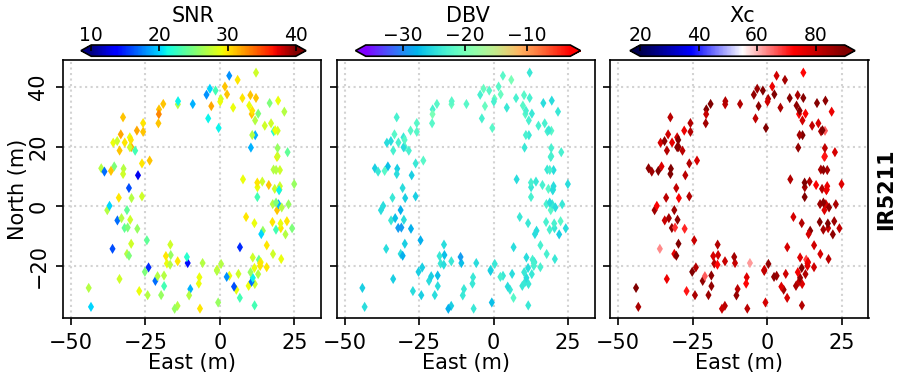 SNR DBV Xc
10 20 30 40 −30 −20 −10 20 40 60 80
North (m)
40
20
0
−20
IR5211
−50 −25 0 25 −50 −25 0 25 −50 −25 0 25
East (m) East (m) East (m)